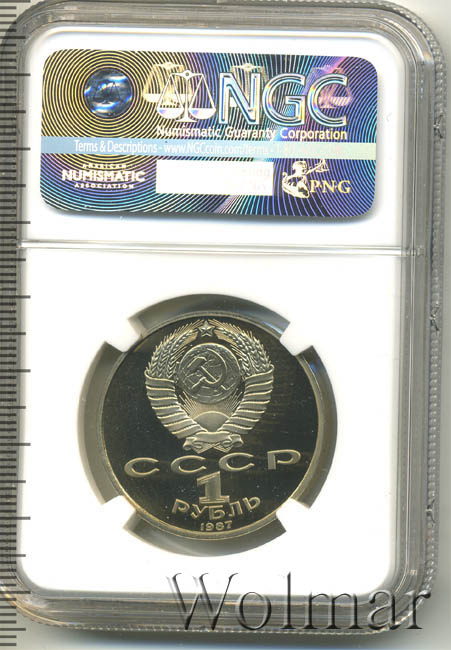 NGC
Numismatic Guaranty Corporation
Terms & Descriptions - www.NGCcoin.com/terms
AMERICAN
NUMISMATIC
ASSOCIATION
PNG
СССР
1
РУБЛЬ
1987
Wolmar